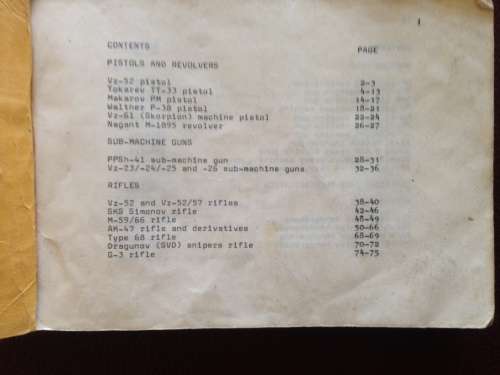 CONTENTS PAGE
PISTOLS AND REVOLVERS
Vz-52 pistol 2-3
Tokarev TT-33 pistol 4-13
Makarov PM pistol 14-17
Walther P-38 pistol 18-21
Vz-61 (Skorpion) machine pistol 22-24
Nagant M-1895 revolver 26-27
SUB-MACHINE GUNS
PPSh-41 sub-machine gun 28-31
Vz-23/-24/-25 and -26 sub-machine guns 32-36
RIFLES
Vz-52 and Vz-52/57 rifles 38-40
SKS Simonov rifle 42-46
M-59/66 rifle 48-49
AK-47 rifle and derivatives 50-66
Type 68 rifle 68-69
Dragunov (SVD) snipers rifle 70-72
G-3 rifle 74-75